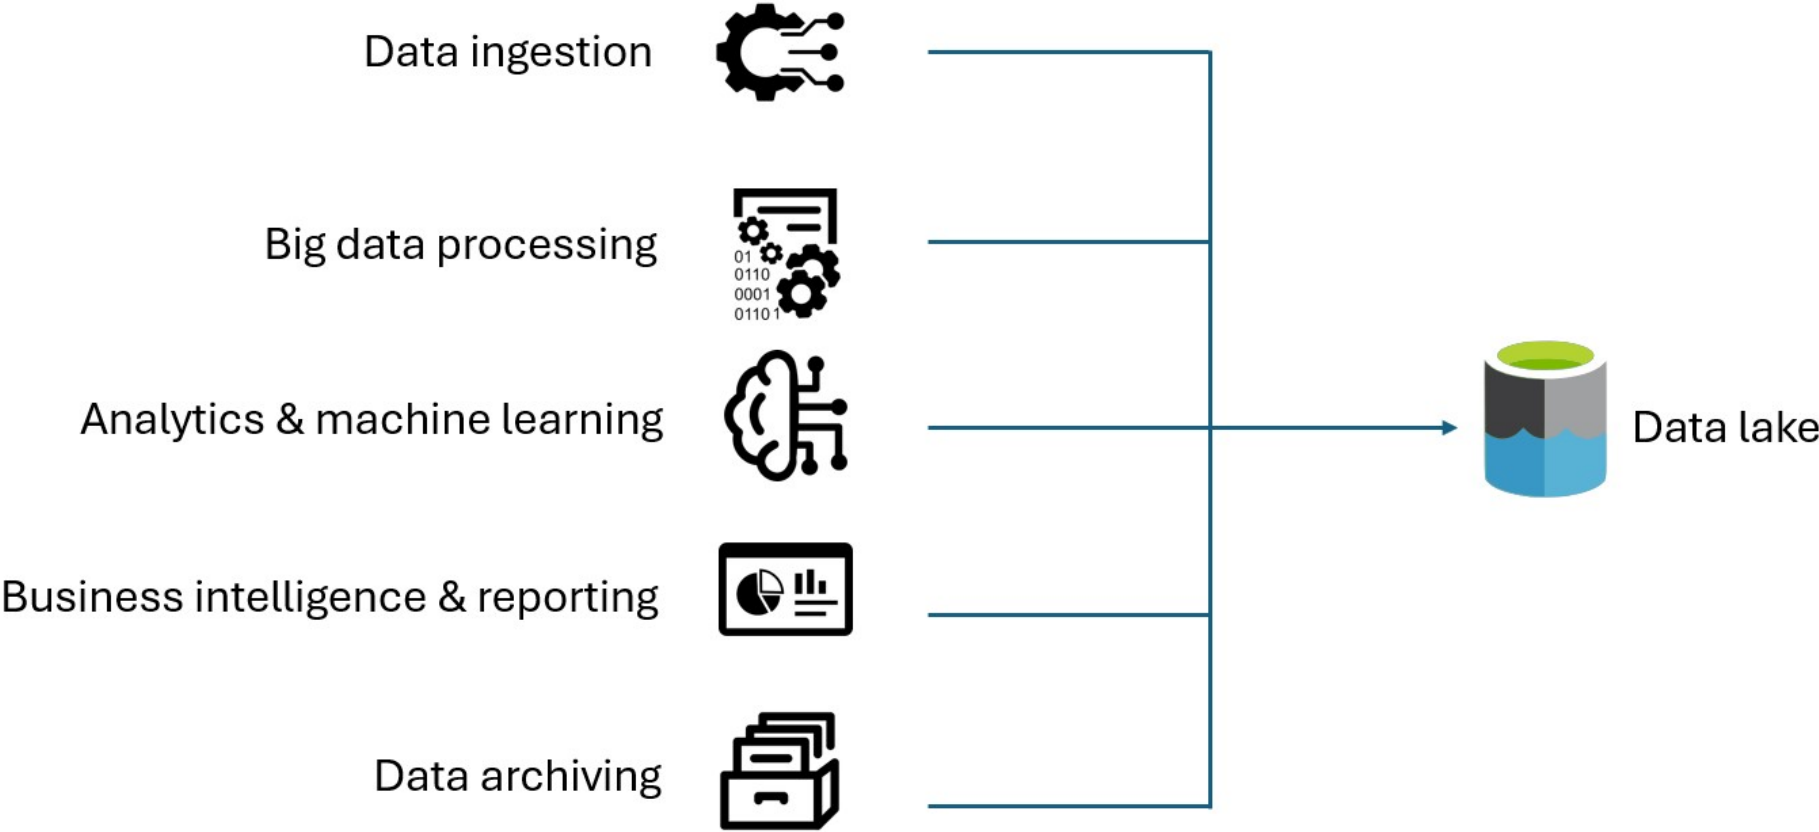 Data ingestion
Big data processing
01
0110
0001
0110 1
Analytics & machine learning
Data lake
Business intelligence & reporting
Data archiving